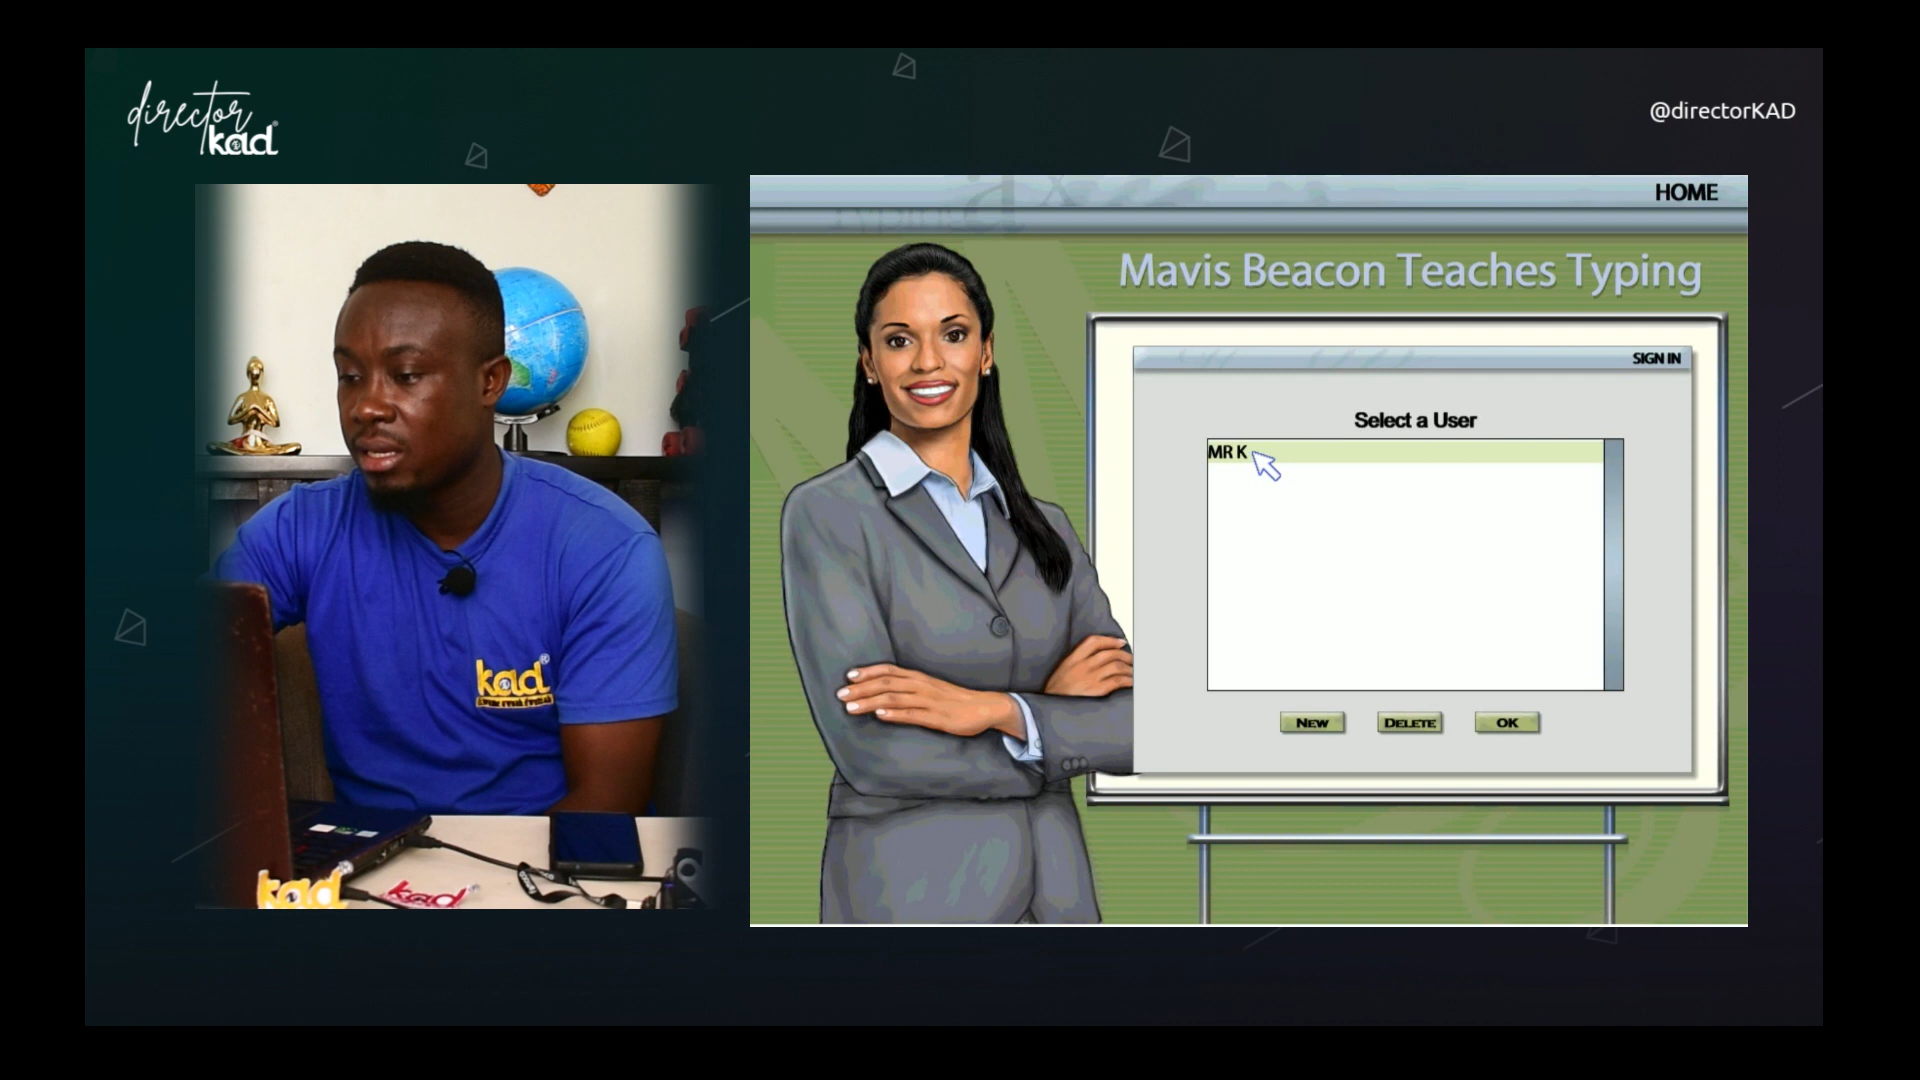 director
kad
@directorKAD
HOME
Mavis Beacon Teaches Typing
SIGN IN
Select a User
MR K
NEW
DELETE
OK
kad
kad
kad